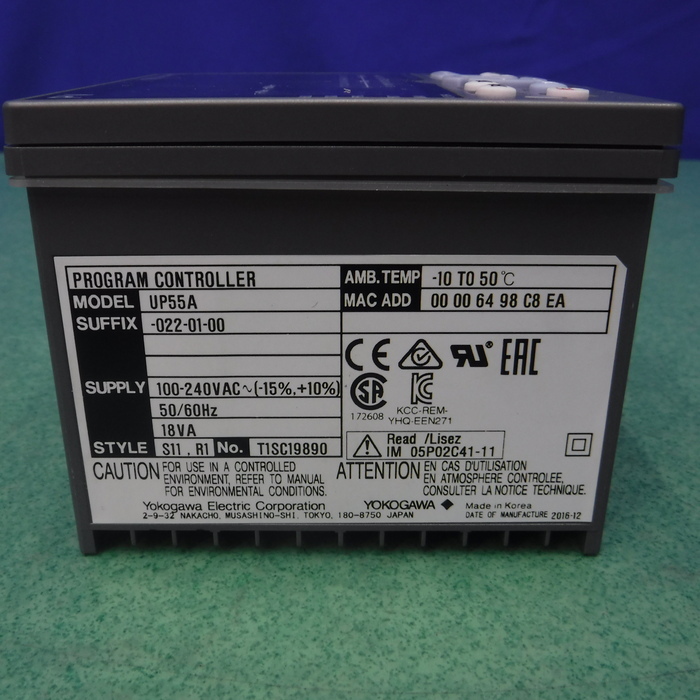 PROGRAM CONTROLLER
MODEL UP55A
SUFFIX -022-01-00
SUPPLY 100-240VAC~(-15%,+10%)
50/60Hz
18VA
STYLE S11 . R1 No. T1SC19890
AMB.TEMP -10 TO 50℃
MAC ADD 00 00 64 98 C8 EA
CE RU US EAC
SA
172608 KCC-REM-
YHQ-EEN271
Read /Lisez
IM 05P02C41-11
CAUTION FOR USE IN A CONTROLLED
ENVIRONMENT, REFER TO MANUAL
FOR ENVIRONMENTAL CONDITIONS.
ATTENTION EN CAS D'UTILISATION
EN ATMOSPHERE CONTROLEE,
CONSULTER LA NOTICE TECHNIQUE.
Yokogawa Electric Corporation
2-9-32 NAKACHO, MUSASHINO-SHI, TOKYO, 180-8750 JAPAN
YOKOGAWA ◆ Made in Korea
DATE OF MANUFACTURE 2016-12